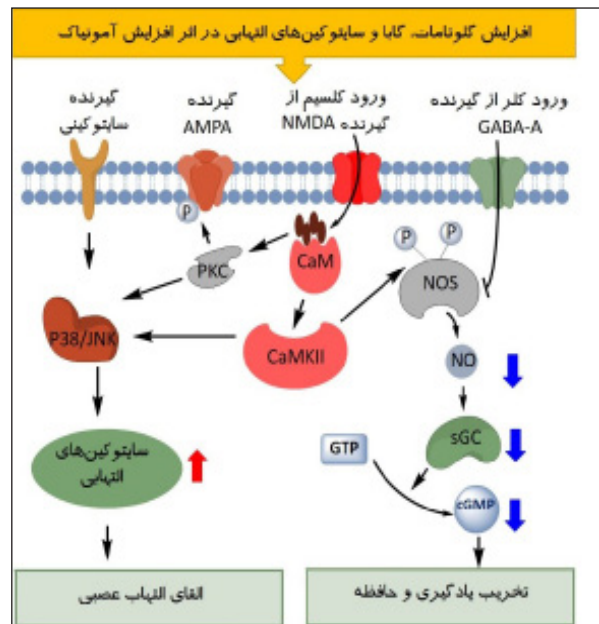 افزایش گلوتامات، گابا و سایتوکین‌های التهابی در اثر افزایش آمونیاک
گیرنده
سایتوکینی
گیرنده
AMPA
ورود کلسیم از
گیرنده NMDA
ورود کلر از گیرنده
GABA-A
P
PKC
CaM
P
P
NOS
P38/JNK
CaMKII
NO
sGC
GTP
cGMP
سایتوکین‌های
التهابی
القای التهاب عصبی
تخریب یادگیری و حافظه